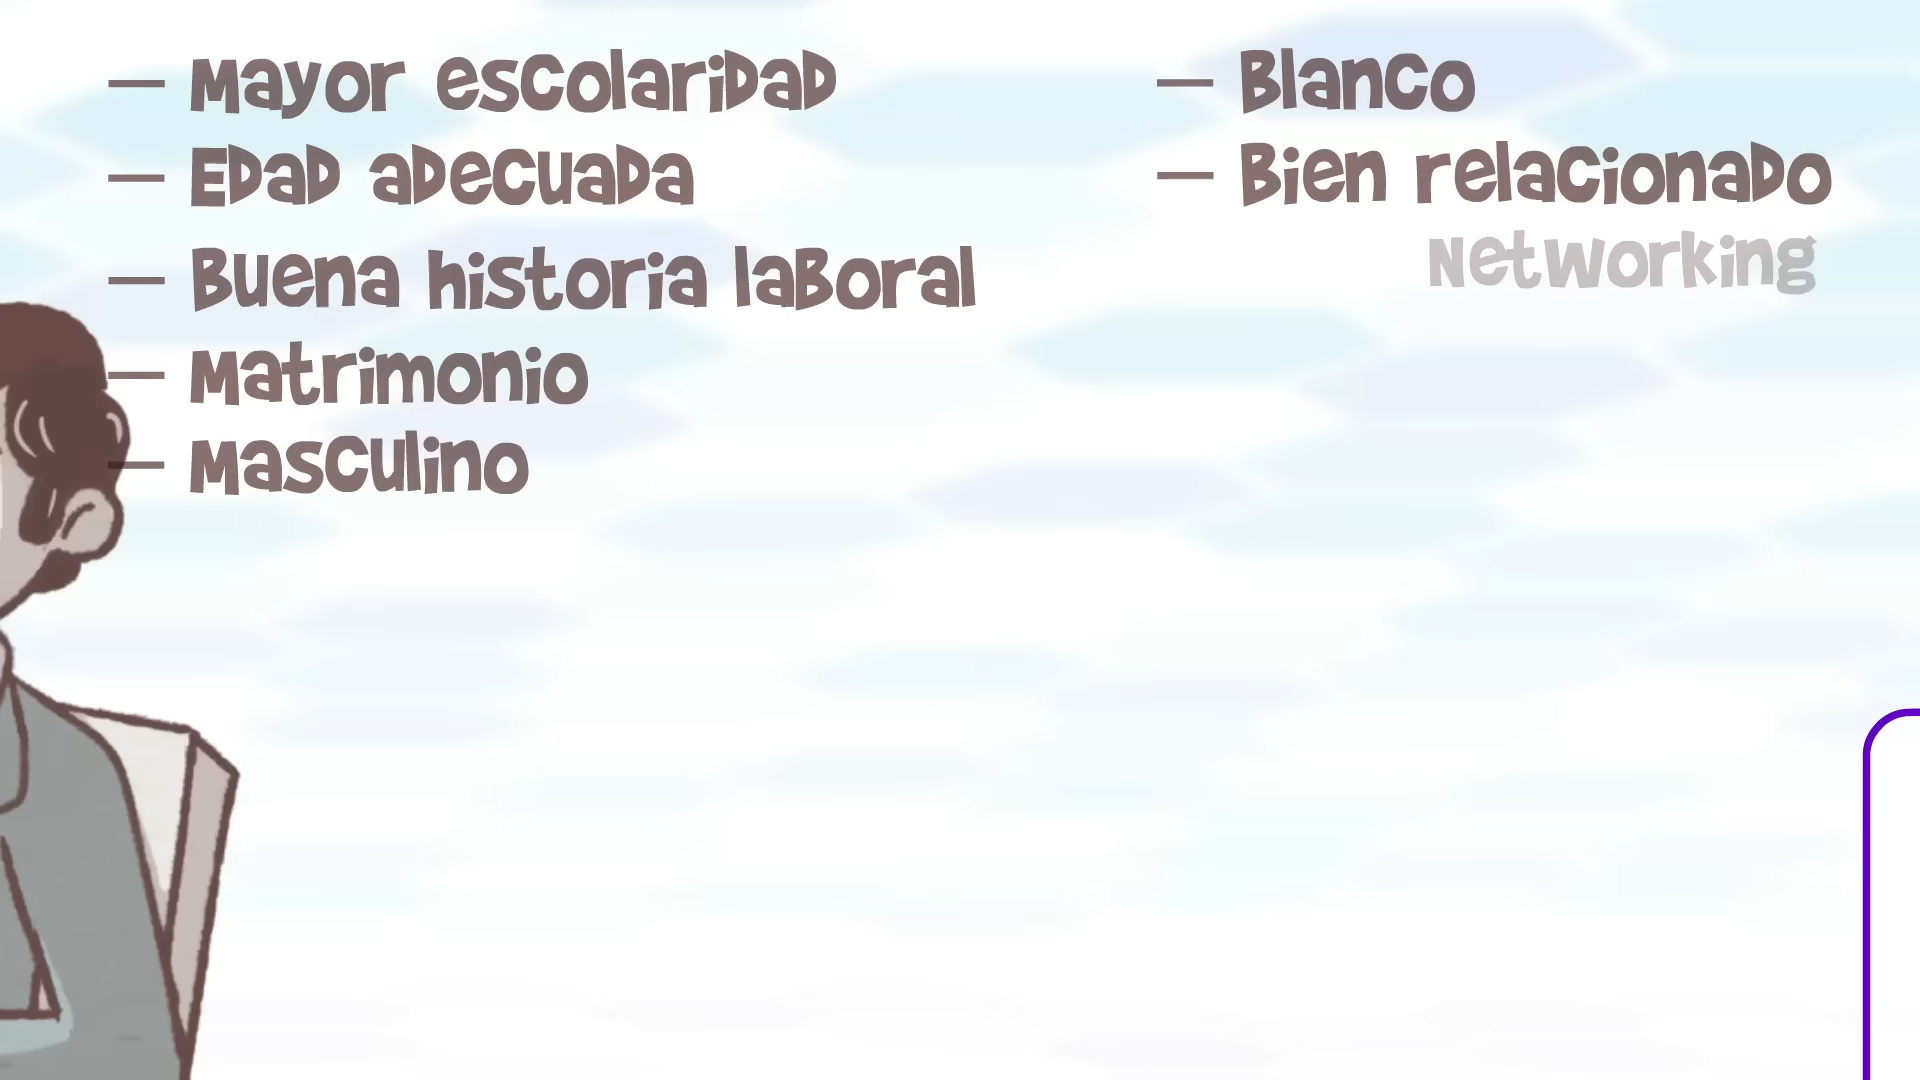 — Mayor escolaridad
— Edad adecuada
— Buena historia laboral
— Matrimonio
— Masculino
— Blanco
— Bien relacionado
Networking